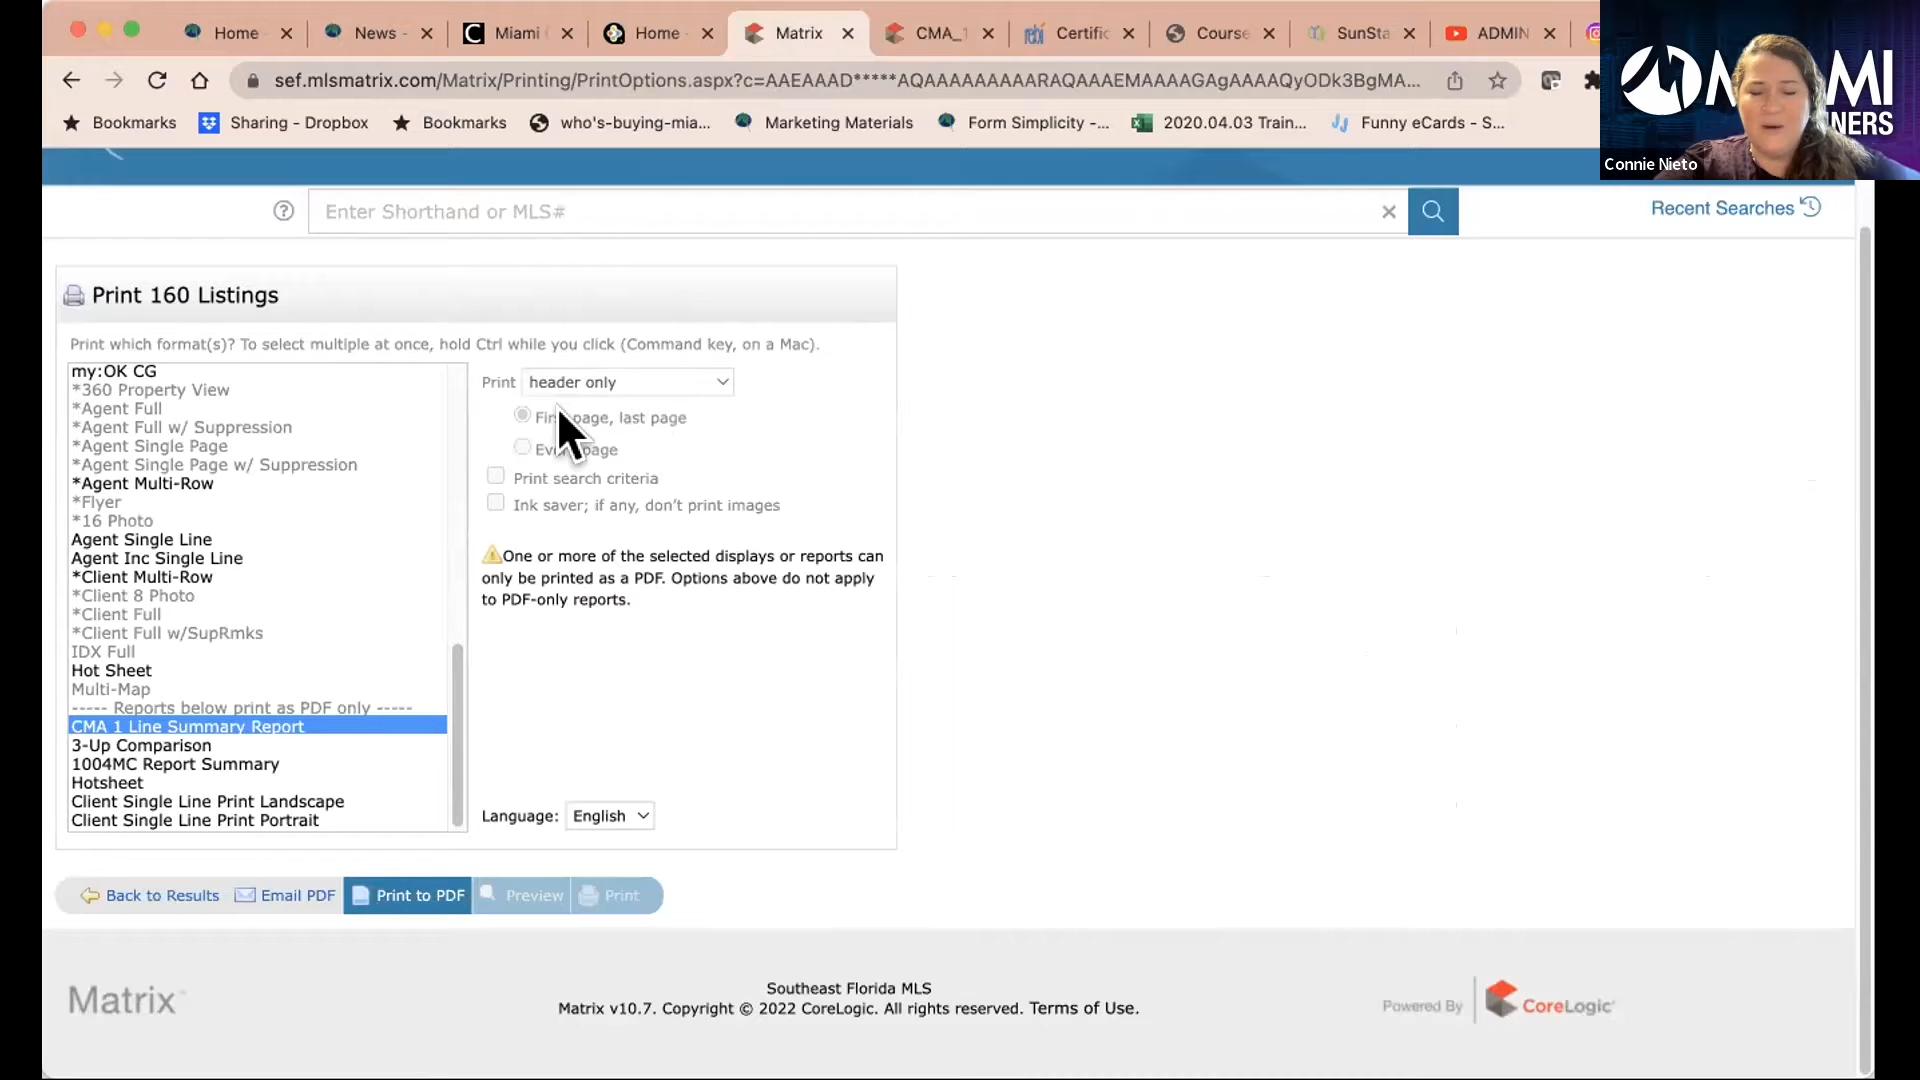 Home
News -
Miami (
Home -
Matrix
CMA_1
Certific
Course
SunSta
ADMIN
sef.mlsmatrix.com/Matrix/Printing/PrintOptions.aspx?c=AAEAAAD*****AQAAAAAAAAARAQAAAEMAAAAGAgAAAAQyODk3BgMA...
Bookmarks
Sharing - Dropbox
Bookmarks
who's-buying-mia...
Marketing Materials
Form Simplicity -...
2020.04.03 Train...
Funny eCards - S...
Connie Nieto
Enter Shorthand or MLS#
Recent Searches
Print 160 Listings
Print which format(s)? To select multiple at once, hold Ctrl while you click (Command key, on a Mac).
my:OK CG
*360 Property View
*Agent Full
*Agent Full w/ Suppression
*Agent Single Page
*Agent Single Page w/ Suppression
*Agent Multi-Row
*Flyer
*16 Photo
Agent Single Line
Agent Inc Single Line
*Client Multi-Row
*Client 8 Photo
*Client Full
*Client Full w/SupRmks
IDX Full
Hot Sheet
Multi-Map
----- Reports below print as PDF only -----
CMA 1 Line Summary Report
3-Up Comparison
1004MC Report Summary
Hotsheet
Client Single Line Print Landscape
Client Single Line Print Portrait
Print header only
page, last page
page
Print search criteria
Ink saver; if any, don't print images
One or more of the selected displays or reports can
only be printed as a PDF. Options above do not apply
to PDF-only reports.
Language: English
Back to Results
Email PDF
Print to PDF
Preview
Print
Matrix™
Southeast Florida MLS
Matrix v10.7. Copyright © 2022 CoreLogic. All rights reserved. Terms of Use.
Powered By
CoreLogic